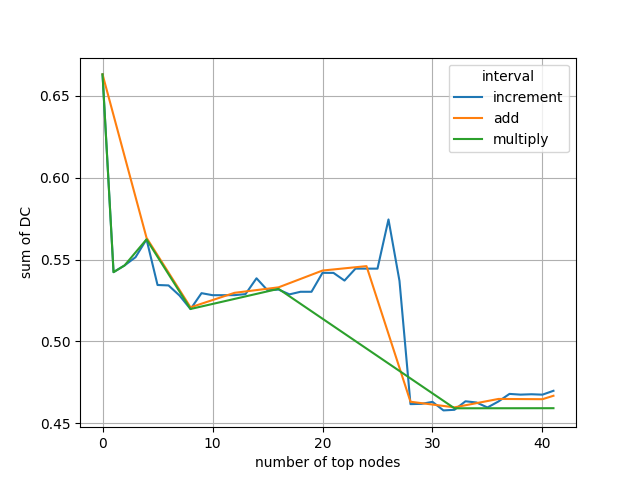 interval
increment
add
multiply
0.65
0.60
0.55
0.50
0.45
sum of DC
0
10
20
30
40
number of top nodes